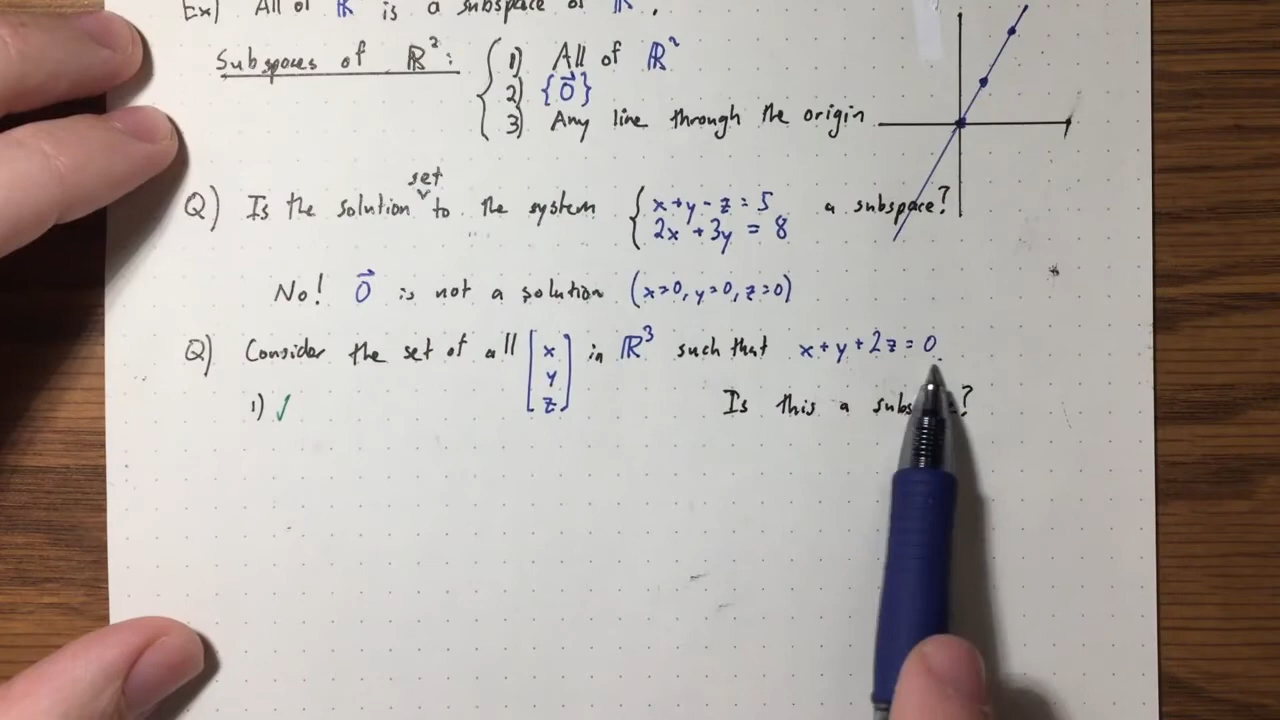 Ex) All of ℝ is a subspace of ℝ.
Subspaces of ℝ²: { 1) All of ℝ²
2) {0⃗}
3) Any line through the origin
Q) Is the solution set to the system { x+y-z=5 a subspace?
2x+3y = 8
No! 0⃗ is not a solution (x=0, y=0, z=0)
Q) Consider the set of all [x y z] in ℝ³ such that x+y+2z=0.
1) ✓ Is this a subs e?